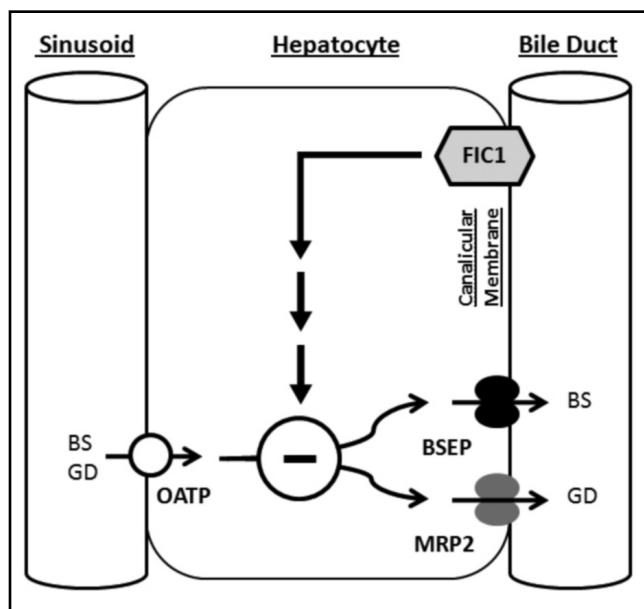 Sinusoid Hepatocyte Bile Duct
FIC1
Canalicular
Membrane
BS
GD
OATP
−
BSEP
MRP2
BS
GD